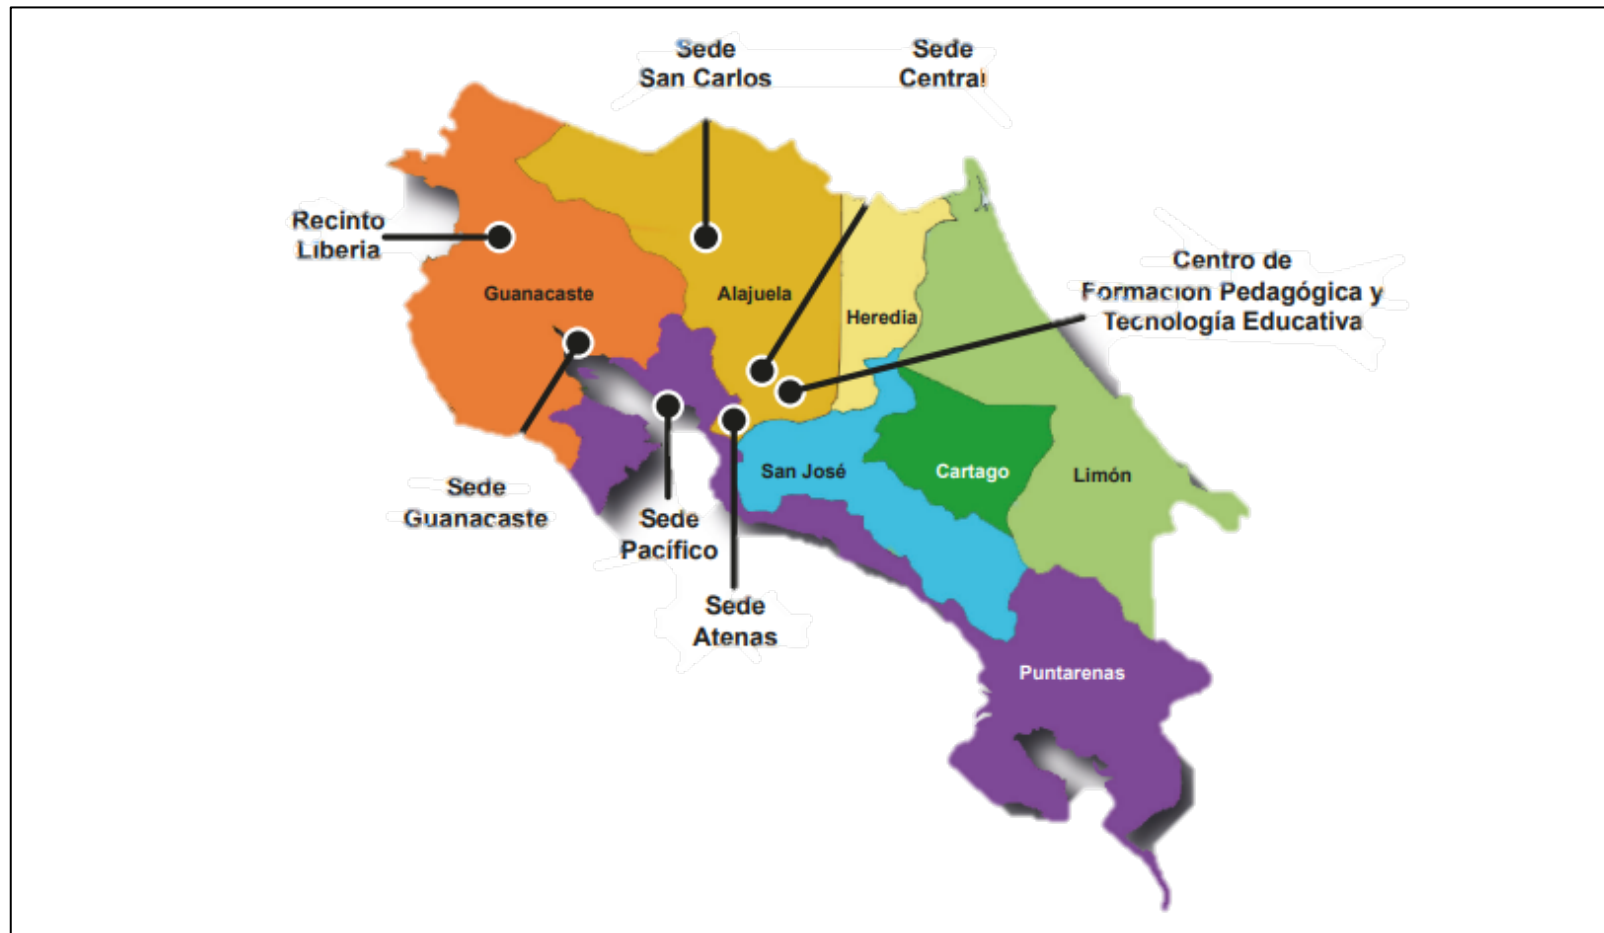 Sede
San Carlos
Sede
Central
Recinto
Liberia
Centro de
Formación Pedagógica y
Tecnología Educativa
Guanacaste
Alajuela
Heredia
San José
Cartago
Limón
Sede
Guanacaste
Sede
Pacífico
Sede
Atenas
Puntarenas